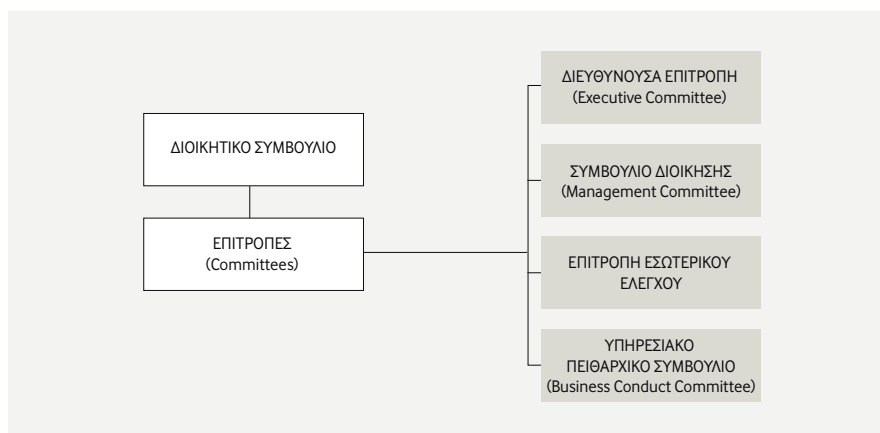 ΔΙΟΙΚΗΤΙΚΟ ΣΥΜΒΟΥΛΙΟ
ΕΠΙΤΡΟΠΕΣ
(Committees)
ΔΙΕΥΘΥΝΟΥΣΑ ΕΠΙΤΡΟΠΗ
(Executive Committee)
ΣΥΜΒΟΥΛΙΟ ΔΙΟΙΚΗΣΗΣ
(Management Committee)
ΕΠΙΤΡΟΠΗ ΕΣΩΤΕΡΙΚΟΥ
ΕΛΕΓΧΟΥ
ΥΠΗΡΕΣΙΑΚΟ
ΠΕΙΘΑΡΧΙΚΟ ΣΥΜΒΟΥΛΙΟ
(Business Conduct Committee)